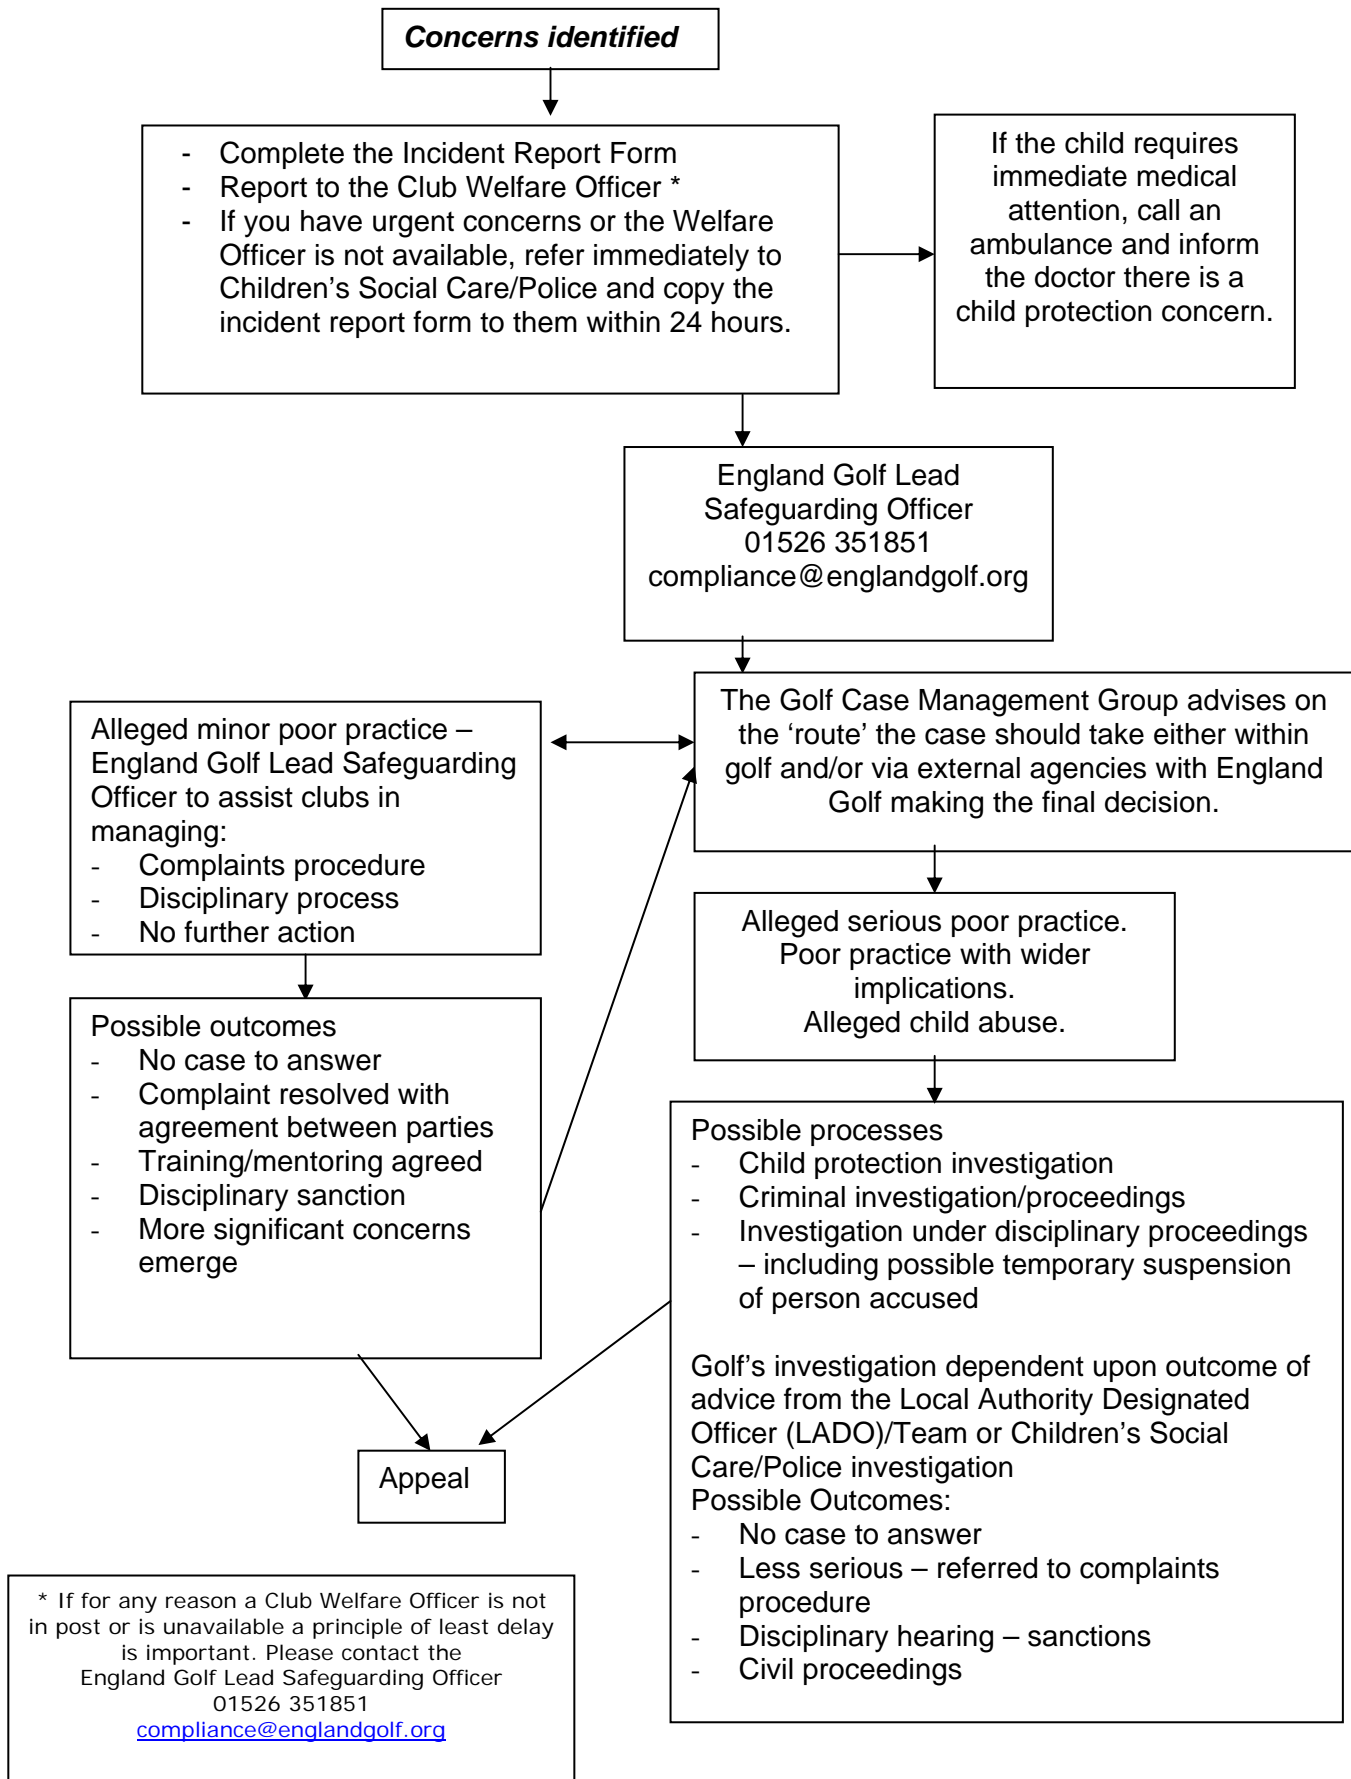 Concerns identified
- Complete the Incident Report Form
- Report to the Club Welfare Officer *
- If you have urgent concerns or the Welfare
Officer is not available, refer immediately to
Children’s Social Care/Police and copy the
incident report form to them within 24 hours.
If the child requires
immediate medical
attention, call an
ambulance and inform
the doctor there is a
child protection concern.
England Golf Lead
Safeguarding Officer
01526 351851
compliance@englandgolf.org
The Golf Case Management Group advises on
the ‘route’ the case should take either within
golf and/or via external agencies with England
Golf making the final decision.
Alleged minor poor practice –
England Golf Lead Safeguarding
Officer to assist clubs in
managing:
- Complaints procedure
- Disciplinary process
- No further action
Alleged serious poor practice.
Poor practice with wider
implications.
Alleged child abuse.
Possible outcomes
- No case to answer
- Complaint resolved with
agreement between parties
- Training/mentoring agreed
- Disciplinary sanction
- More significant concerns
emerge
Possible processes
- Child protection investigation
- Criminal investigation/proceedings
- Investigation under disciplinary proceedings
– including possible temporary suspension
of person accused
Golf’s investigation dependent upon outcome of
advice from the Local Authority Designated
Officer (LADO)/Team or Children’s Social
Care/Police investigation
Possible Outcomes:
- No case to answer
- Less serious – referred to complaints
procedure
- Disciplinary hearing – sanctions
- Civil proceedings
Appeal
* If for any reason a Club Welfare Officer is not
in post or is unavailable a principle of least delay
is important. Please contact the
England Golf Lead Safeguarding Officer
01526 351851
compliance@englandgolf.org